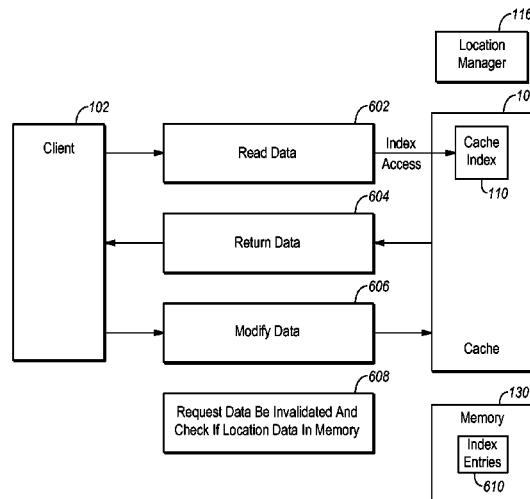 116
Location
Manager
102
602
10
Client
Read Data
Index
Access
Cache
Index
110
604
Return Data
606
Modify Data
Cache
608
Request Data Be Invalidated And
Check If Location Data In Memory
130
Memory
Index
Entries
610